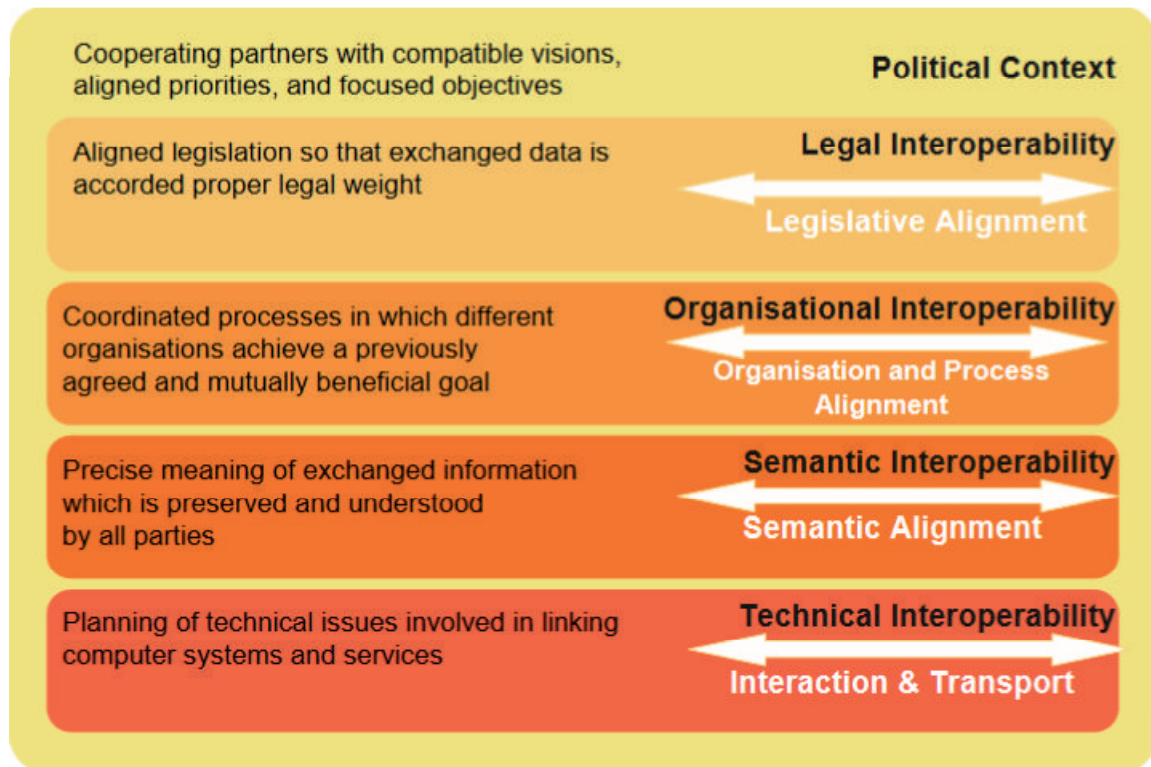 Cooperating partners with compatible visions,
aligned priorities, and focused objectives
Political Context
Aligned legislation so that exchanged data is
accorded proper legal weight
Legal Interoperability
Legislative Alignment
Coordinated processes in which different
organisations achieve a previously
agreed and mutually beneficial goal
Organisational Interoperability
Organisation and Process
Alignment
Precise meaning of exchanged information
which is preserved and understood
by all parties
Semantic Interoperability
Semantic Alignment
Planning of technical issues involved in linking
computer systems and services
Technical Interoperability
Interaction & Transport